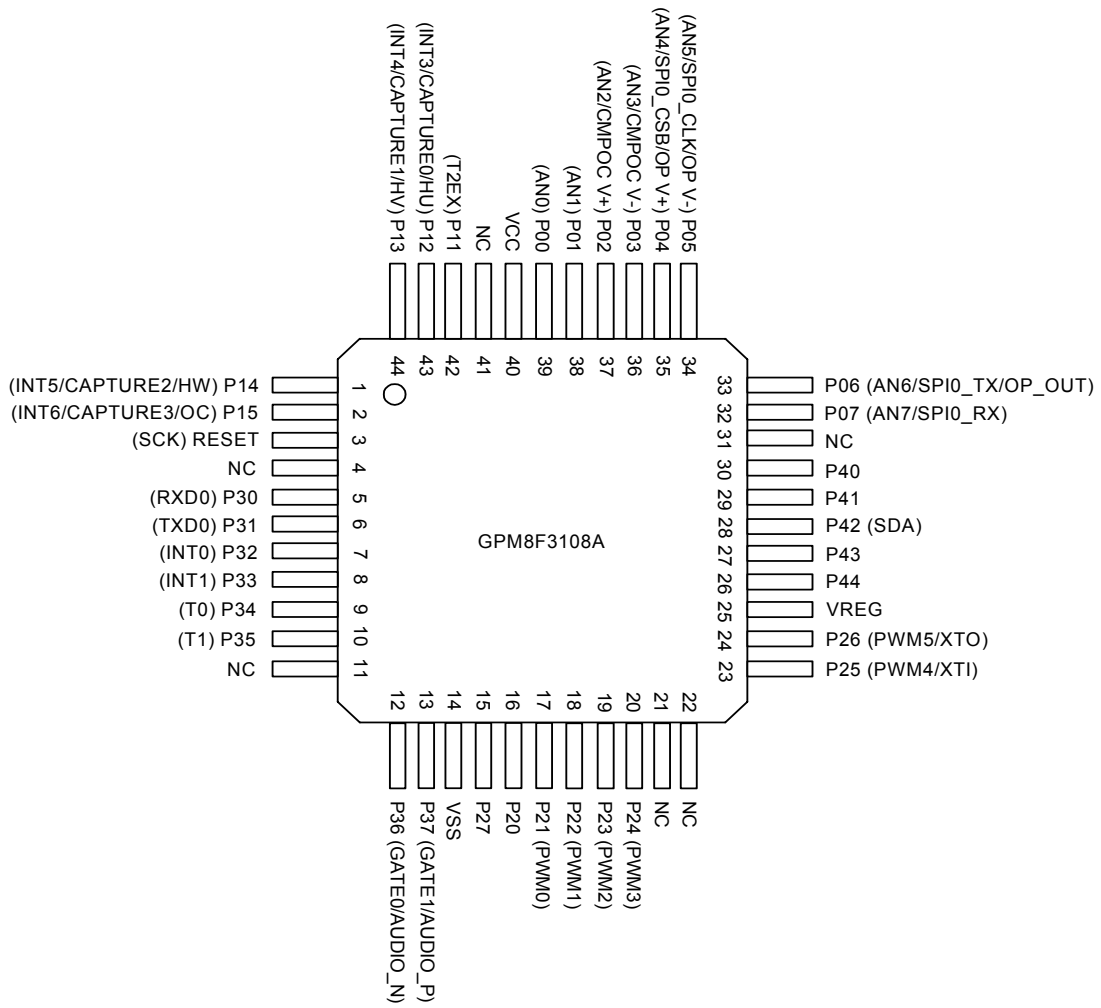 (INT4/CAPTURE1/HV) P13
(INT3/CAPTURE0/HU) P12
(T2EX) P11
NC
VCC
(AN0) P00
(AN1) P01
(AN2/CMPOC V+) P02
(AN3/CMPOC V-) P03
(AN4/SPI0_CSB/OP V+) P04
(AN5/SPI0_CLK/OP V-) P05
44
43
42
41
40
39
38
37
36
35
34
(INT5/CAPTURE2/HW) P14
(INT6/CAPTURE3/OC) P15
(SCK) RESET
NC
(RXD0) P30
(TXD0) P31
(INT0) P32
(INT1) P33
(T0) P34
(T1) P35
NC
1
2
3
4
5
6
7
8
9
10
11
GPM8F3108A
33
32
31
30
29
28
27
26
25
24
23
P06 (AN6/SPI0_TX/OP_OUT)
P07 (AN7/SPI0_RX)
NC
P40
P41
P42 (SDA)
P43
P44
VREG
P26 (PWM5/XTO)
P25 (PWM4/XTI)
12
13
14
15
16
17
18
19
20
21
22
P36 (GATE0/AUDIO_N)
P37 (GATE1/AUDIO_P)
VSS
P27
P20
P21 (PWM0)
P22 (PWM1)
P23 (PWM2)
P24 (PWM3)
NC
NC